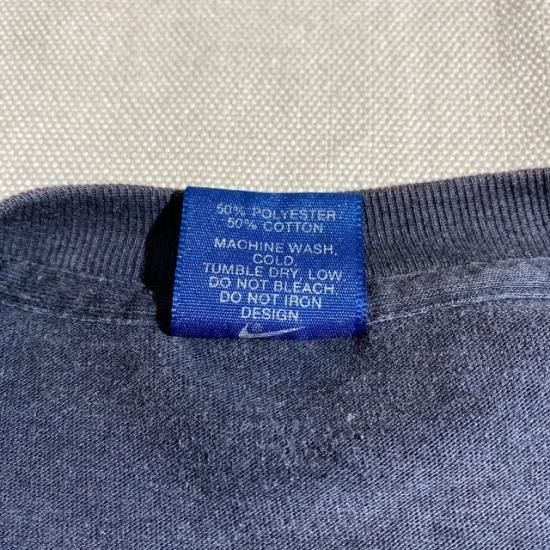 50% POLYESTER
50% COTTON
MACHINE WASH,
COLD.
TUMBLE DRY, LOW
DO NOT BLEACH.
DO NOT IRON
DESIGN
®